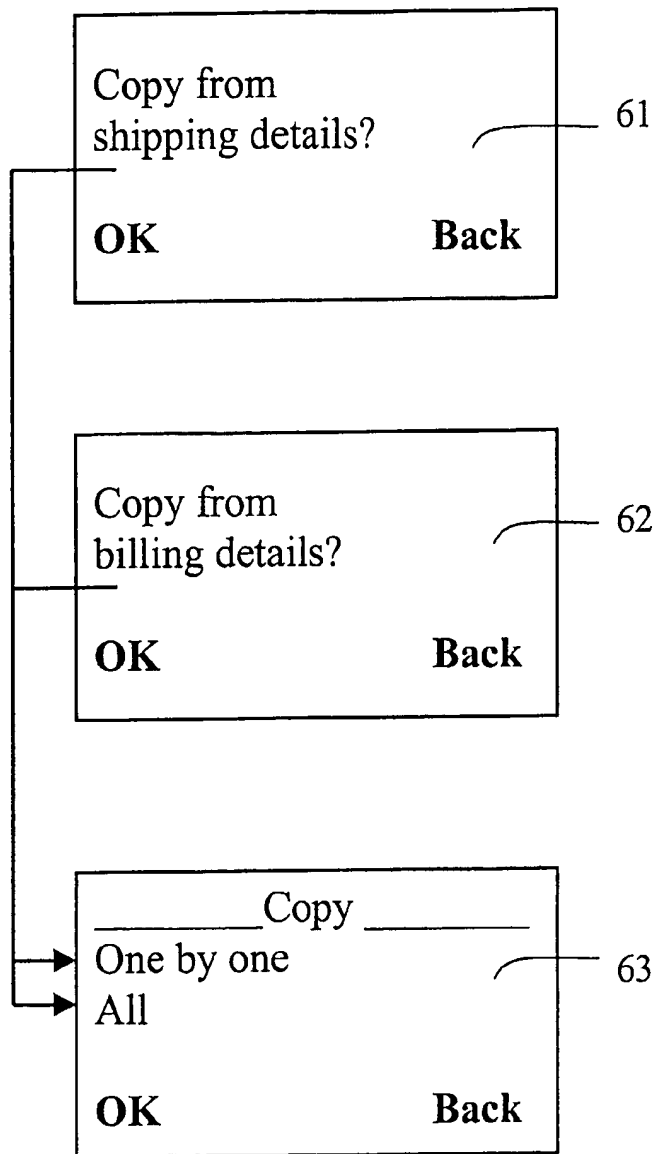 Copy from
shipping details?
61
OK Back
Copy from
billing details?
62
OK Back
Copy
One by one
63
All
OK Back